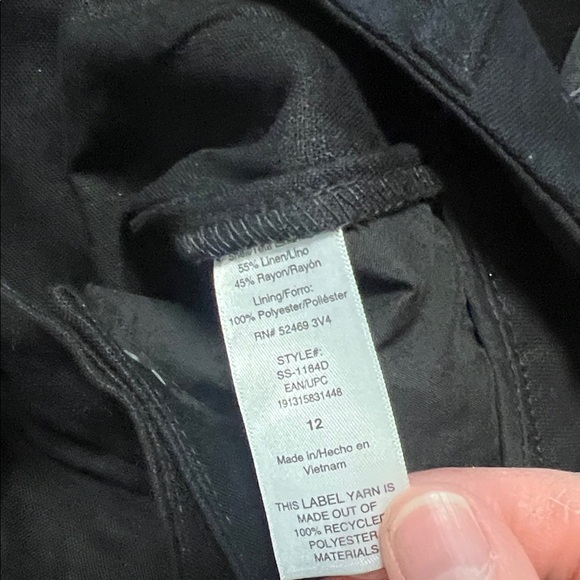 55% Linen/Lino
45% Rayon/Rayón
Lining/Forro:
100% Polyester/Poliéster
RN# 52469 3V4
STYLE#:
SS-1184D
EAN/UPC
191315831448
12
Made in/Hecho en
Vietnam
THIS LABEL YARN IS
MADE OUT OF
100% RECYCLED
POLYESTER
MATERIALS